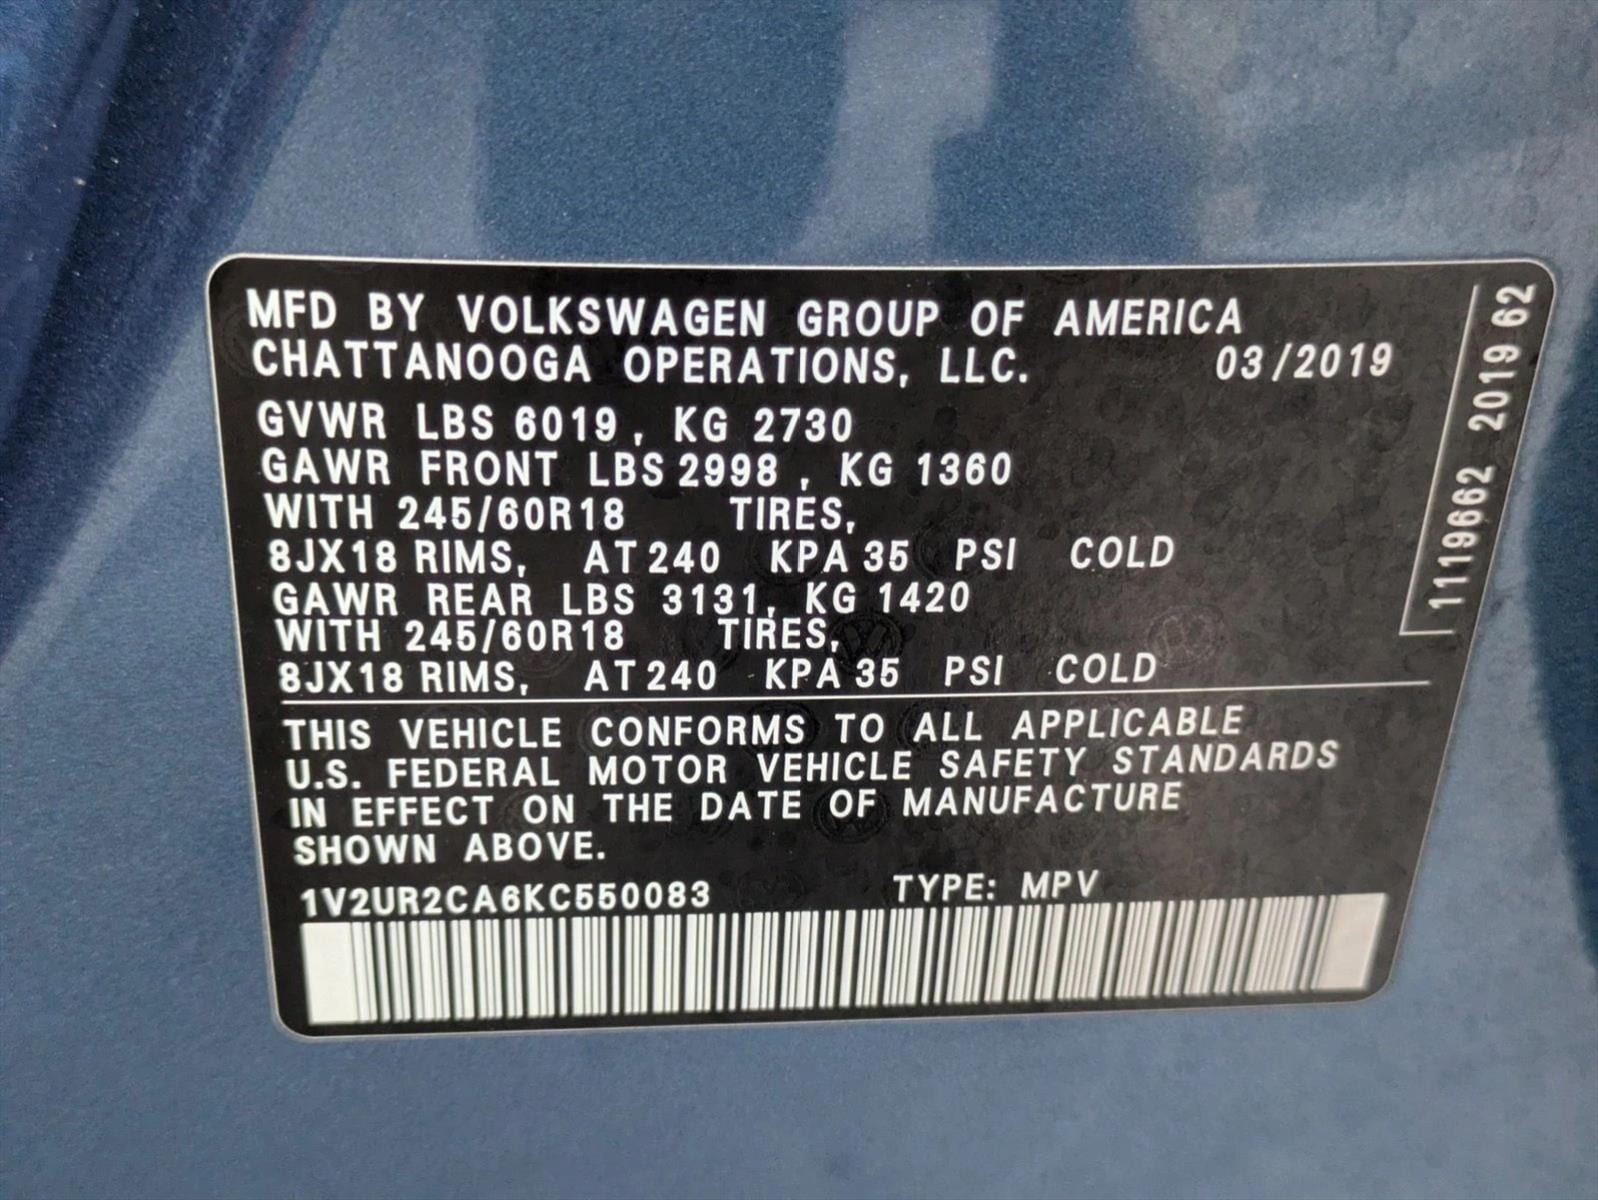 MFD BY VOLKSWAGEN GROUP OF AMERICA
CHATTANOOGA OPERATIONS, LLC. 03/2019
GVWR LBS 6019, KG 2730
GAWR FRONT LBS 2998, KG 1360
WITH 245/60R18 TIRES,
8JX18 RIMS, AT 240 KPA 35 PSI COLD
GAWR REAR LBS 3131, KG 1420
WITH 245/60R18 TIRES,
8JX18 RIMS, AT 240 KPA 35 PSI COLD
THIS VEHICLE CONFORMS TO ALL APPLICABLE
U.S. FEDERAL MOTOR VEHICLE SAFETY STANDARDS
IN EFFECT ON THE DATE OF MANUFACTURE
SHOWN ABOVE.
1V2UR2CA6KC550083 TYPE: MPV
1119662 2019 62